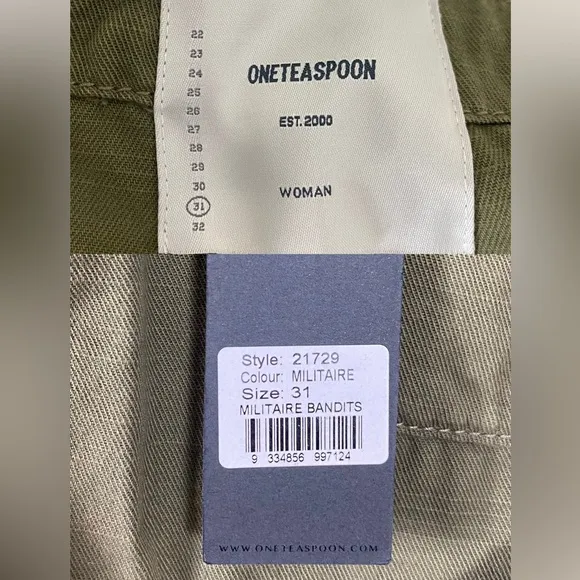 22
23
24
25
26
27
28
29
30
31
32
ONETEASPOON
EST. 2000
WOMAN
Style: 21729
Colour: MILITAIRE
Size: 31
MILITAIRE BANDITS
9 334856 997124
WWW.ONETEASPOON.COM